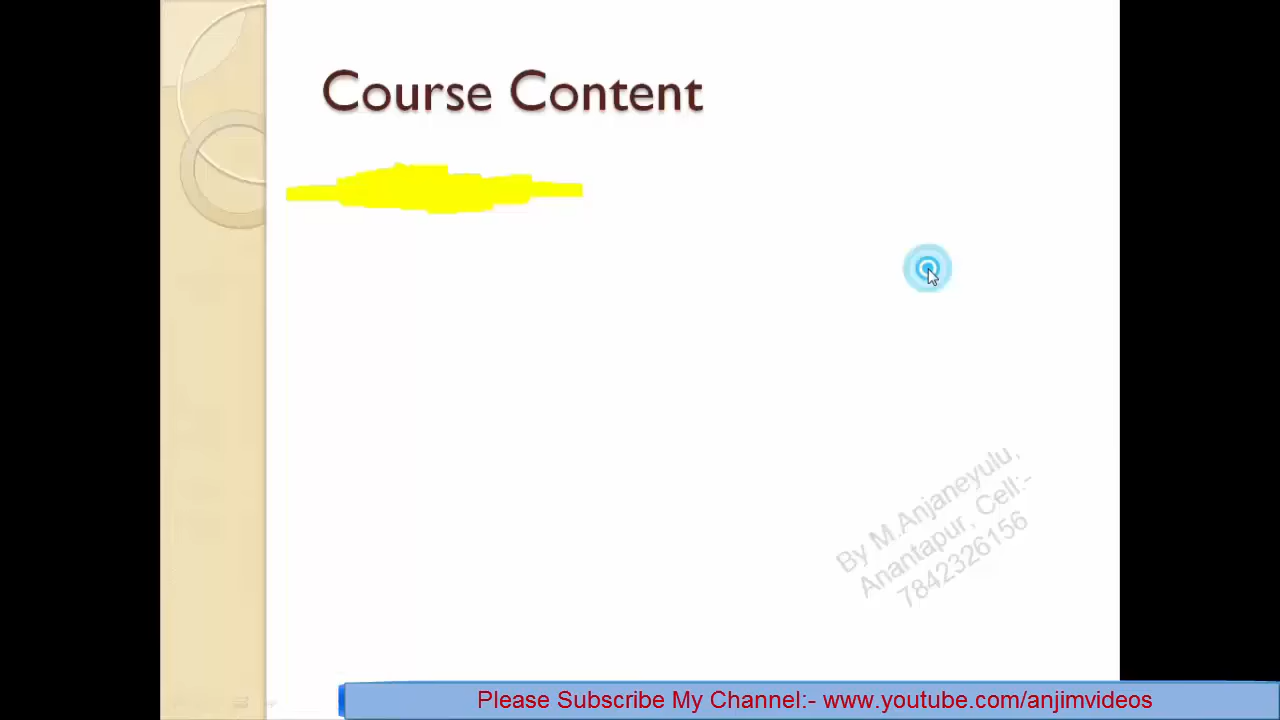 Course Content
By M.Anjaneyulu,
Anantapur, Cell:-
7842326156
Please Subscribe My Channel:- www.youtube.com/anjimvideos